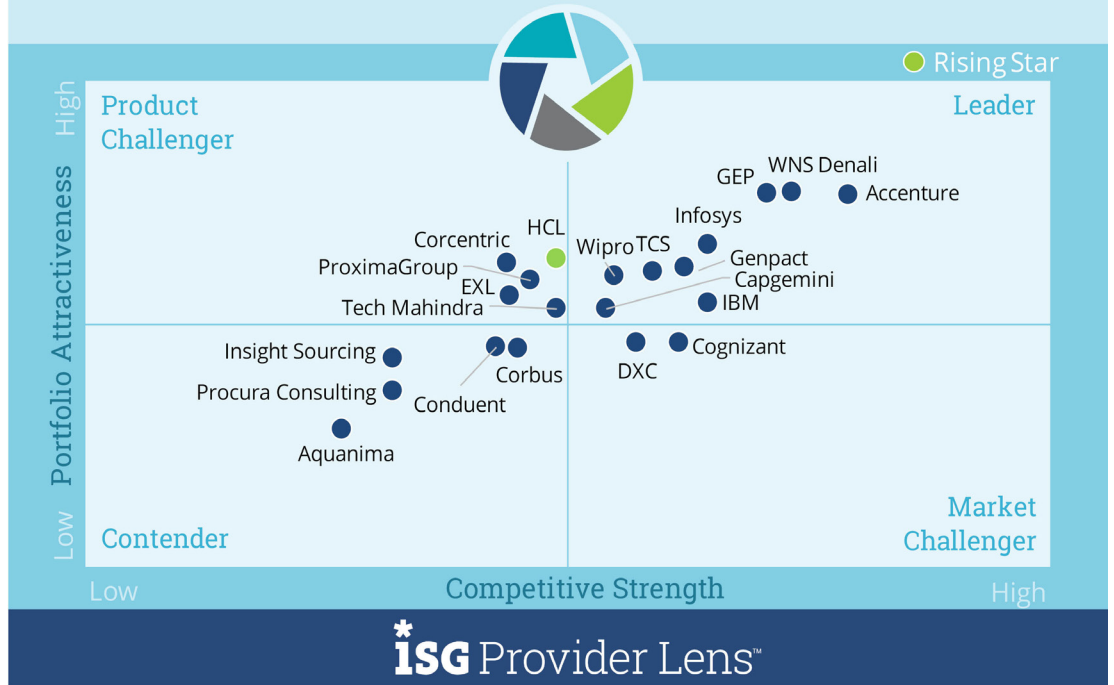 Rising Star
High
Product
Challenger
Leader
WNS Denali
GEP
Accenture
Infosys
HCL
Corcentric
Wipro
TCS
Genpact
ProximaGroup
Capgemini
EXL
Tech Mahindra
IBM
Portfolio Attractiveness
Insight Sourcing
Corbus
DXC
Cognizant
Procura Consulting
Conduent
Aquanima
Low
Contender
Market
Challenger
Low
Competitive Strength
High
*ISG Provider Lens™